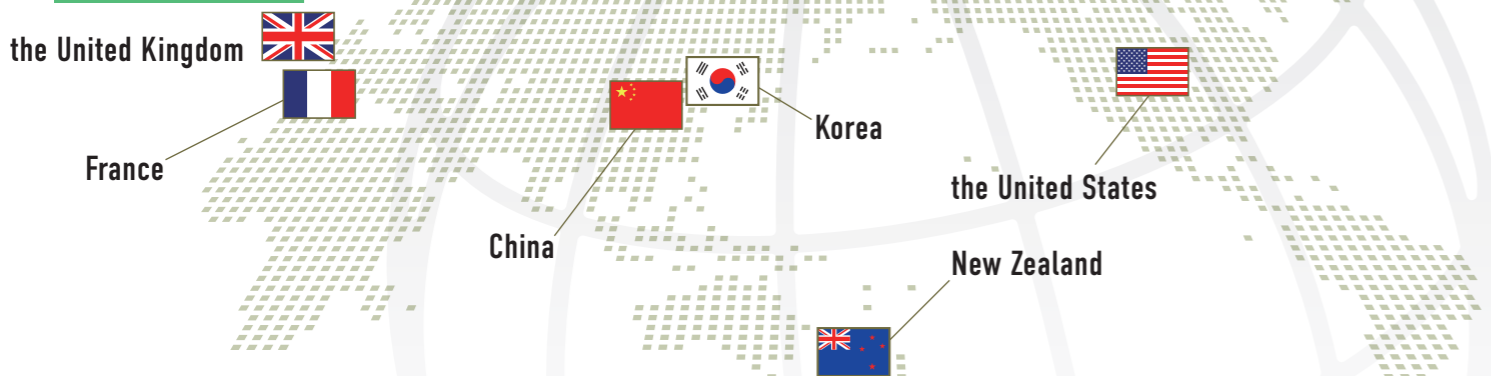 the United Kingdom
France
China
Korea
the United States
New Zealand